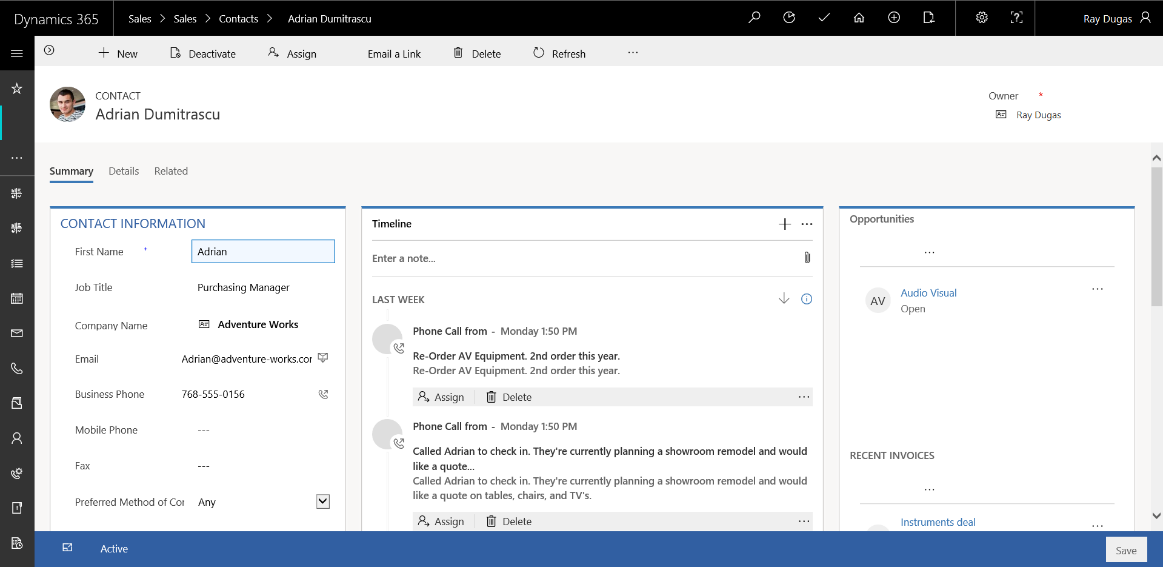 Dynamics 365
Sales > Sales > Contacts > Adrian Dumitrascu
Ray Dugas
New
Deactivate
Assign
Email a Link
Delete
Refresh
...
CONTACT
Adrian Dumitrascu
Owner *
Ray Dugas
Summary
Details
Related
CONTACT INFORMATION
First Name * Adrian
Job Title Purchasing Manager
Company Name Adventure Works
Email Adrian@adventure-works.cor
Business Phone 768-555-0156
Mobile Phone ---
Fax ---
Preferred Method of Cor Any
Timeline
Enter a note...
LAST WEEK
Phone Call from - Monday 1:50 PM
Re-Order AV Equipment. 2nd order this year.
Re-Order AV Equipment. 2nd order this year.
Assign Delete ...
Phone Call from - Monday 1:50 PM
Called Adrian to check in. They're currently planning a showroom remodel and would
like a quote...
Called Adrian to check in. They're currently planning a showroom remodel and would
like a quote on tables, chairs, and TV's.
Assign Delete ...
Opportunities
...
AV
Audio Visual
Open
...
RECENT INVOICES
...
Instruments deal
...
Active
Save